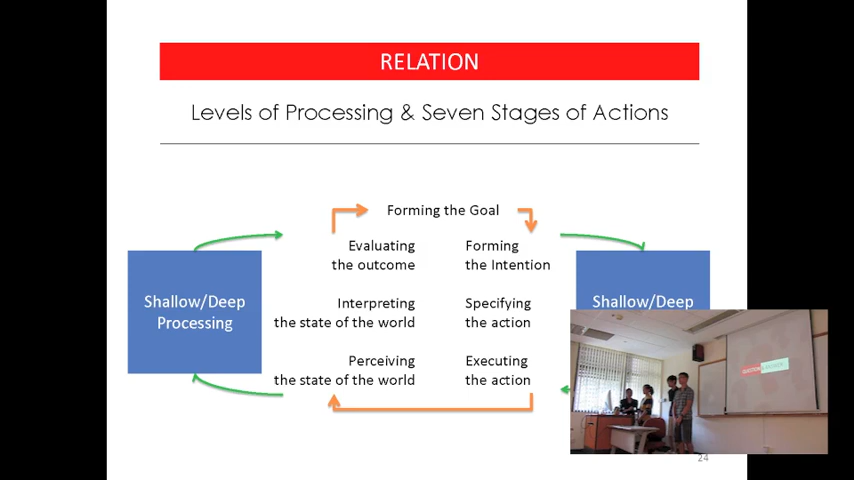 RELATION
Levels of Processing & Seven Stages of Actions
Forming the Goal
Evaluating
the outcome
Forming
the Intention
Shallow/Deep
Processing
Interpreting
the state of the world
Specifying
the action
Shallow/Deep
Perceiving
the state of the world
Executing
the action
QUESTION
24